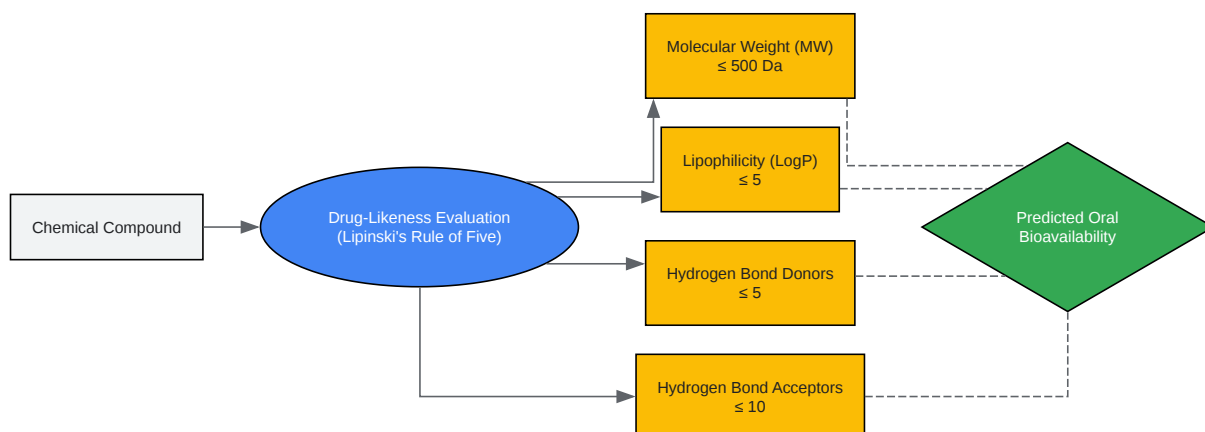 Chemical Compound
Drug-Likeness Evaluation
(Lipinski's Rule of Five)
Molecular Weight (MW)
≤ 500 Da
Lipophilicity (LogP)
≤ 5
Hydrogen Bond Donors
≤ 5
Hydrogen Bond Acceptors
≤ 10
Predicted Oral
Bioavailability